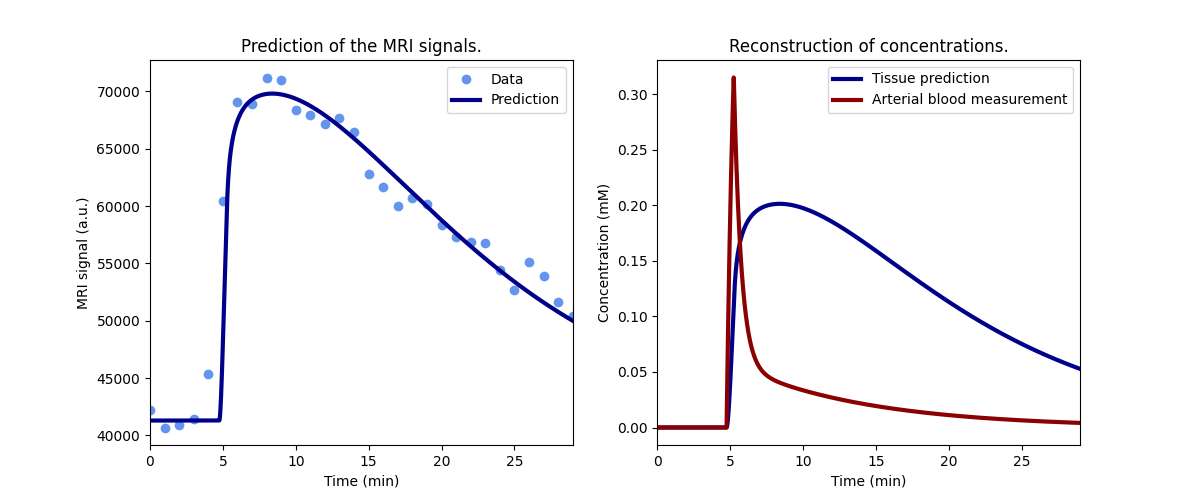 Prediction of the MRI signals.
MRI signal (a.u.)
70000
65000
60000
55000
50000
45000
40000
Data
Prediction
0
5
10
15
20
25
Time (min)
Reconstruction of concentrations.
Concentration (mM)
0.30
0.25
0.20
0.15
0.10
0.05
0.00
Tissue prediction
Arterial blood measurement
0
5
10
15
20
25
Time (min)